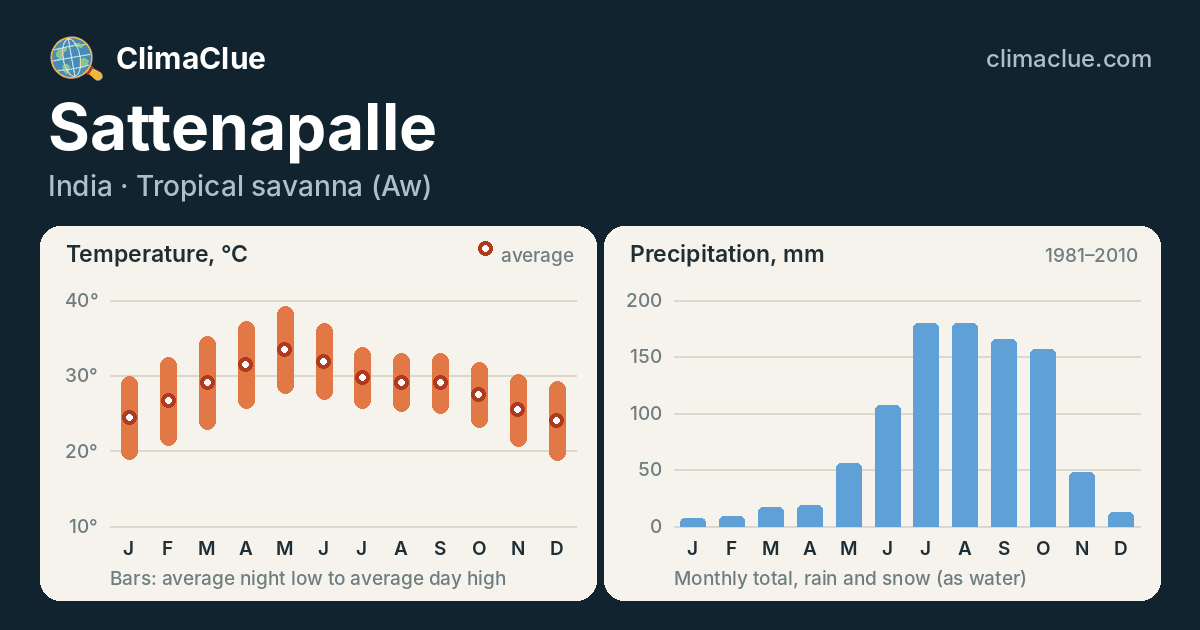 ClimaClue
climaclue.com
Sattenapalle
India · Tropical savanna (Aw)
Temperature, °C
average
40°
30°
20°
10°
J F M A M J J A S O N D
Bars: average night low to average day high
Precipitation, mm
1981–2010
200
150
100
50
0
J F M A M J J A S O N D
Monthly total, rain and snow (as water)